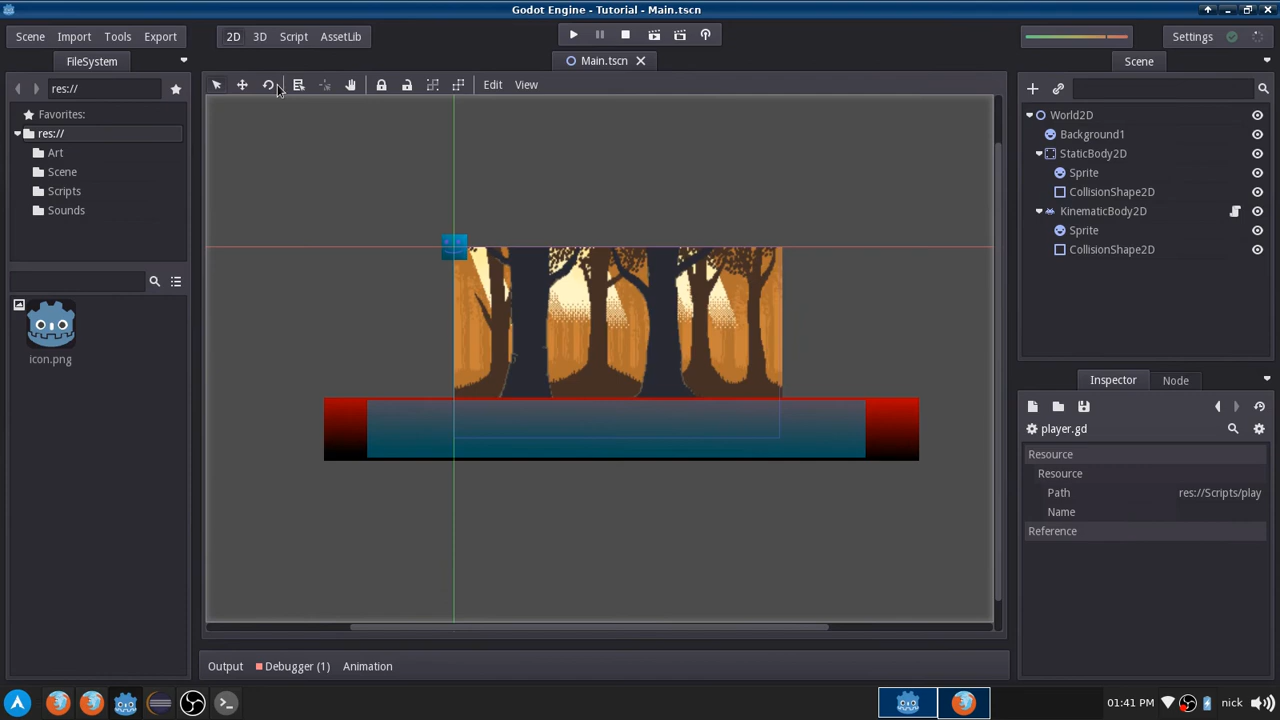 Godot Engine - Tutorial - Main.tscn
Scene Import Tools Export 2D 3D Script AssetLib Settings
FileSystem Main.tscn Scene
res://
Favorites:
res://
Art
Scene
Scripts
Sounds
icon.png
Edit View
World2D
Background1
StaticBody2D
Sprite
CollisionShape2D
KinematicBody2D
Sprite
CollisionShape2D
Inspector Node
player.gd
Resource
Resource
Path res://Scripts/play
Name
Reference
Output Debugger (1) Animation
01:41 PM nick